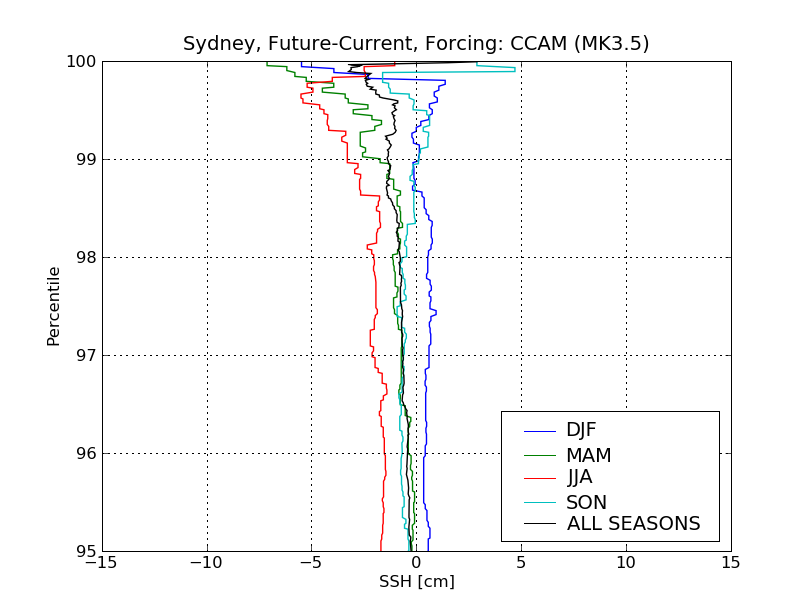 Sydney, Future-Current, Forcing: CCAM (MK3.5)
100
99
98
97
96
95
Percentile
−15
−10
−5
0
5
10
15
SSH [cm]
DJF
MAM
JJA
SON
ALL SEASONS